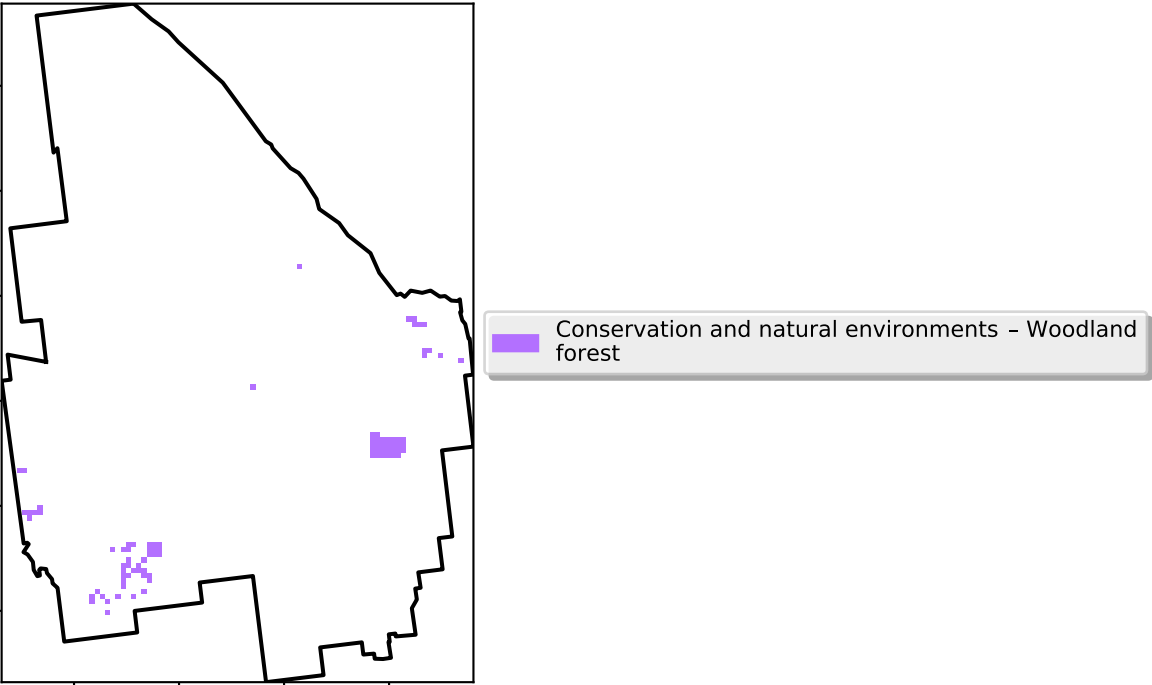 Conservation and natural environments – Woodland
forest